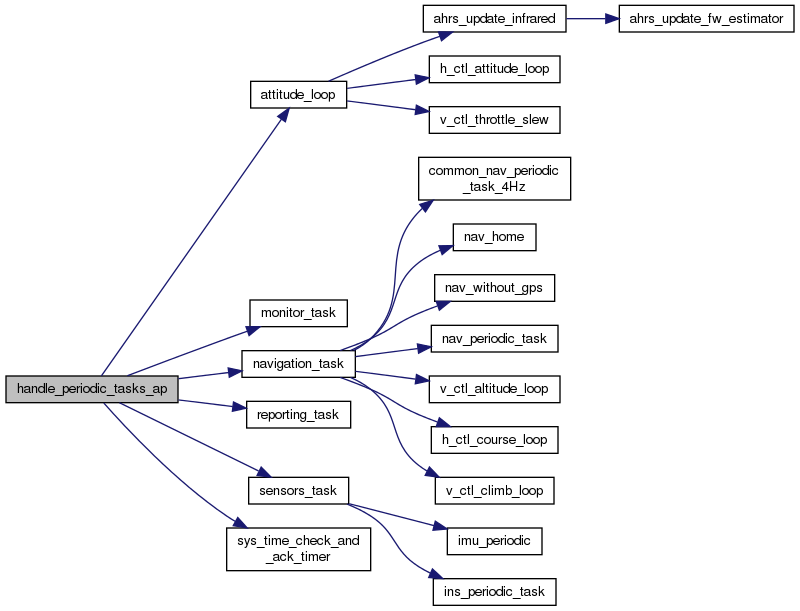 ahrs_update_infrared
ahrs_update_fw_estimator
h_ctl_attitude_loop
attitude_loop
v_ctl_throttle_slew
common_nav_periodic
_task_4Hz
nav_home
nav_without_gps
monitor_task
nav_periodic_task
navigation_task
handle_periodic_tasks_ap
v_ctl_altitude_loop
reporting_task
h_ctl_course_loop
sensors_task
v_ctl_climb_loop
sys_time_check_and
_ack_timer
imu_periodic
ins_periodic_task